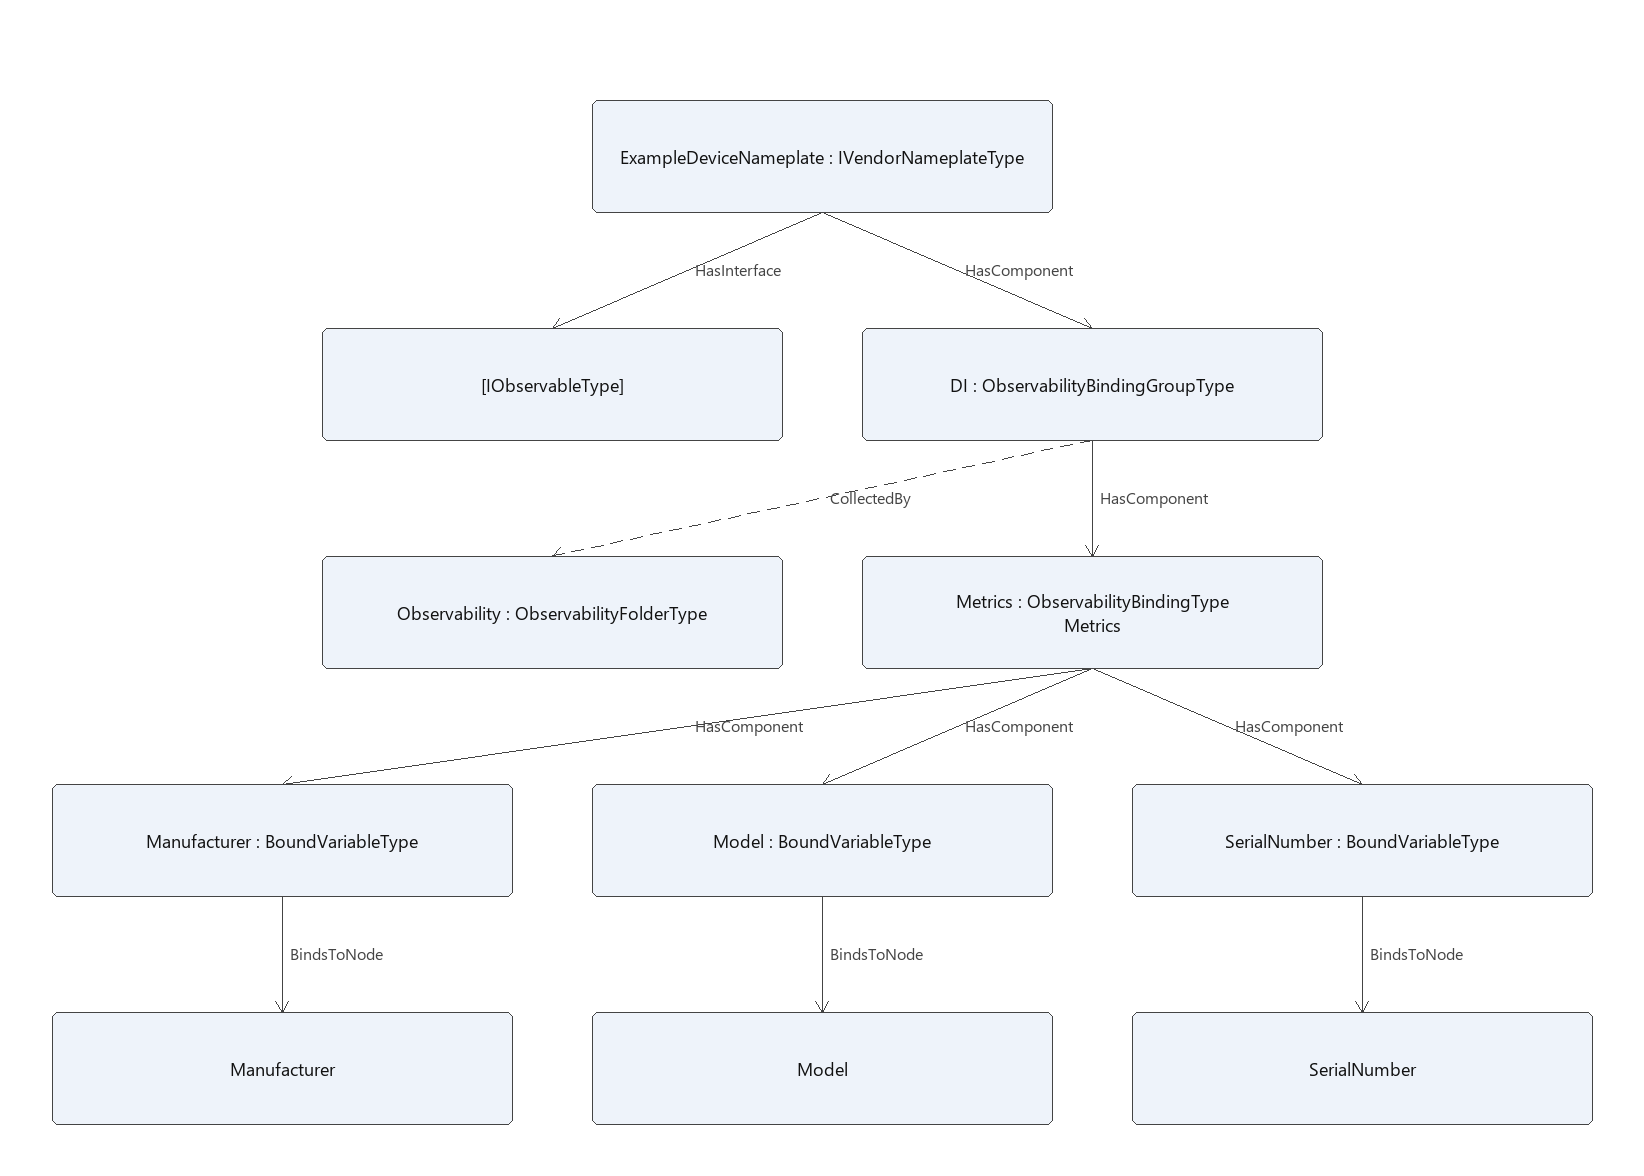 ExampleDeviceNameplate : IVendorNameplateType
HasInterface
HasComponent
[IObservableType]
DI : ObservabilityBindingGroupType
CollectedBy
HasComponent
Observability : ObservabilityFolderType
Metrics : ObservabilityBindingType
Metrics
HasComponent
HasComponent
HasComponent
Manufacturer : BoundVariableType
Model : BoundVariableType
SerialNumber : BoundVariableType
BindsToNode
BindsToNode
BindsToNode
Manufacturer
Model
SerialNumber